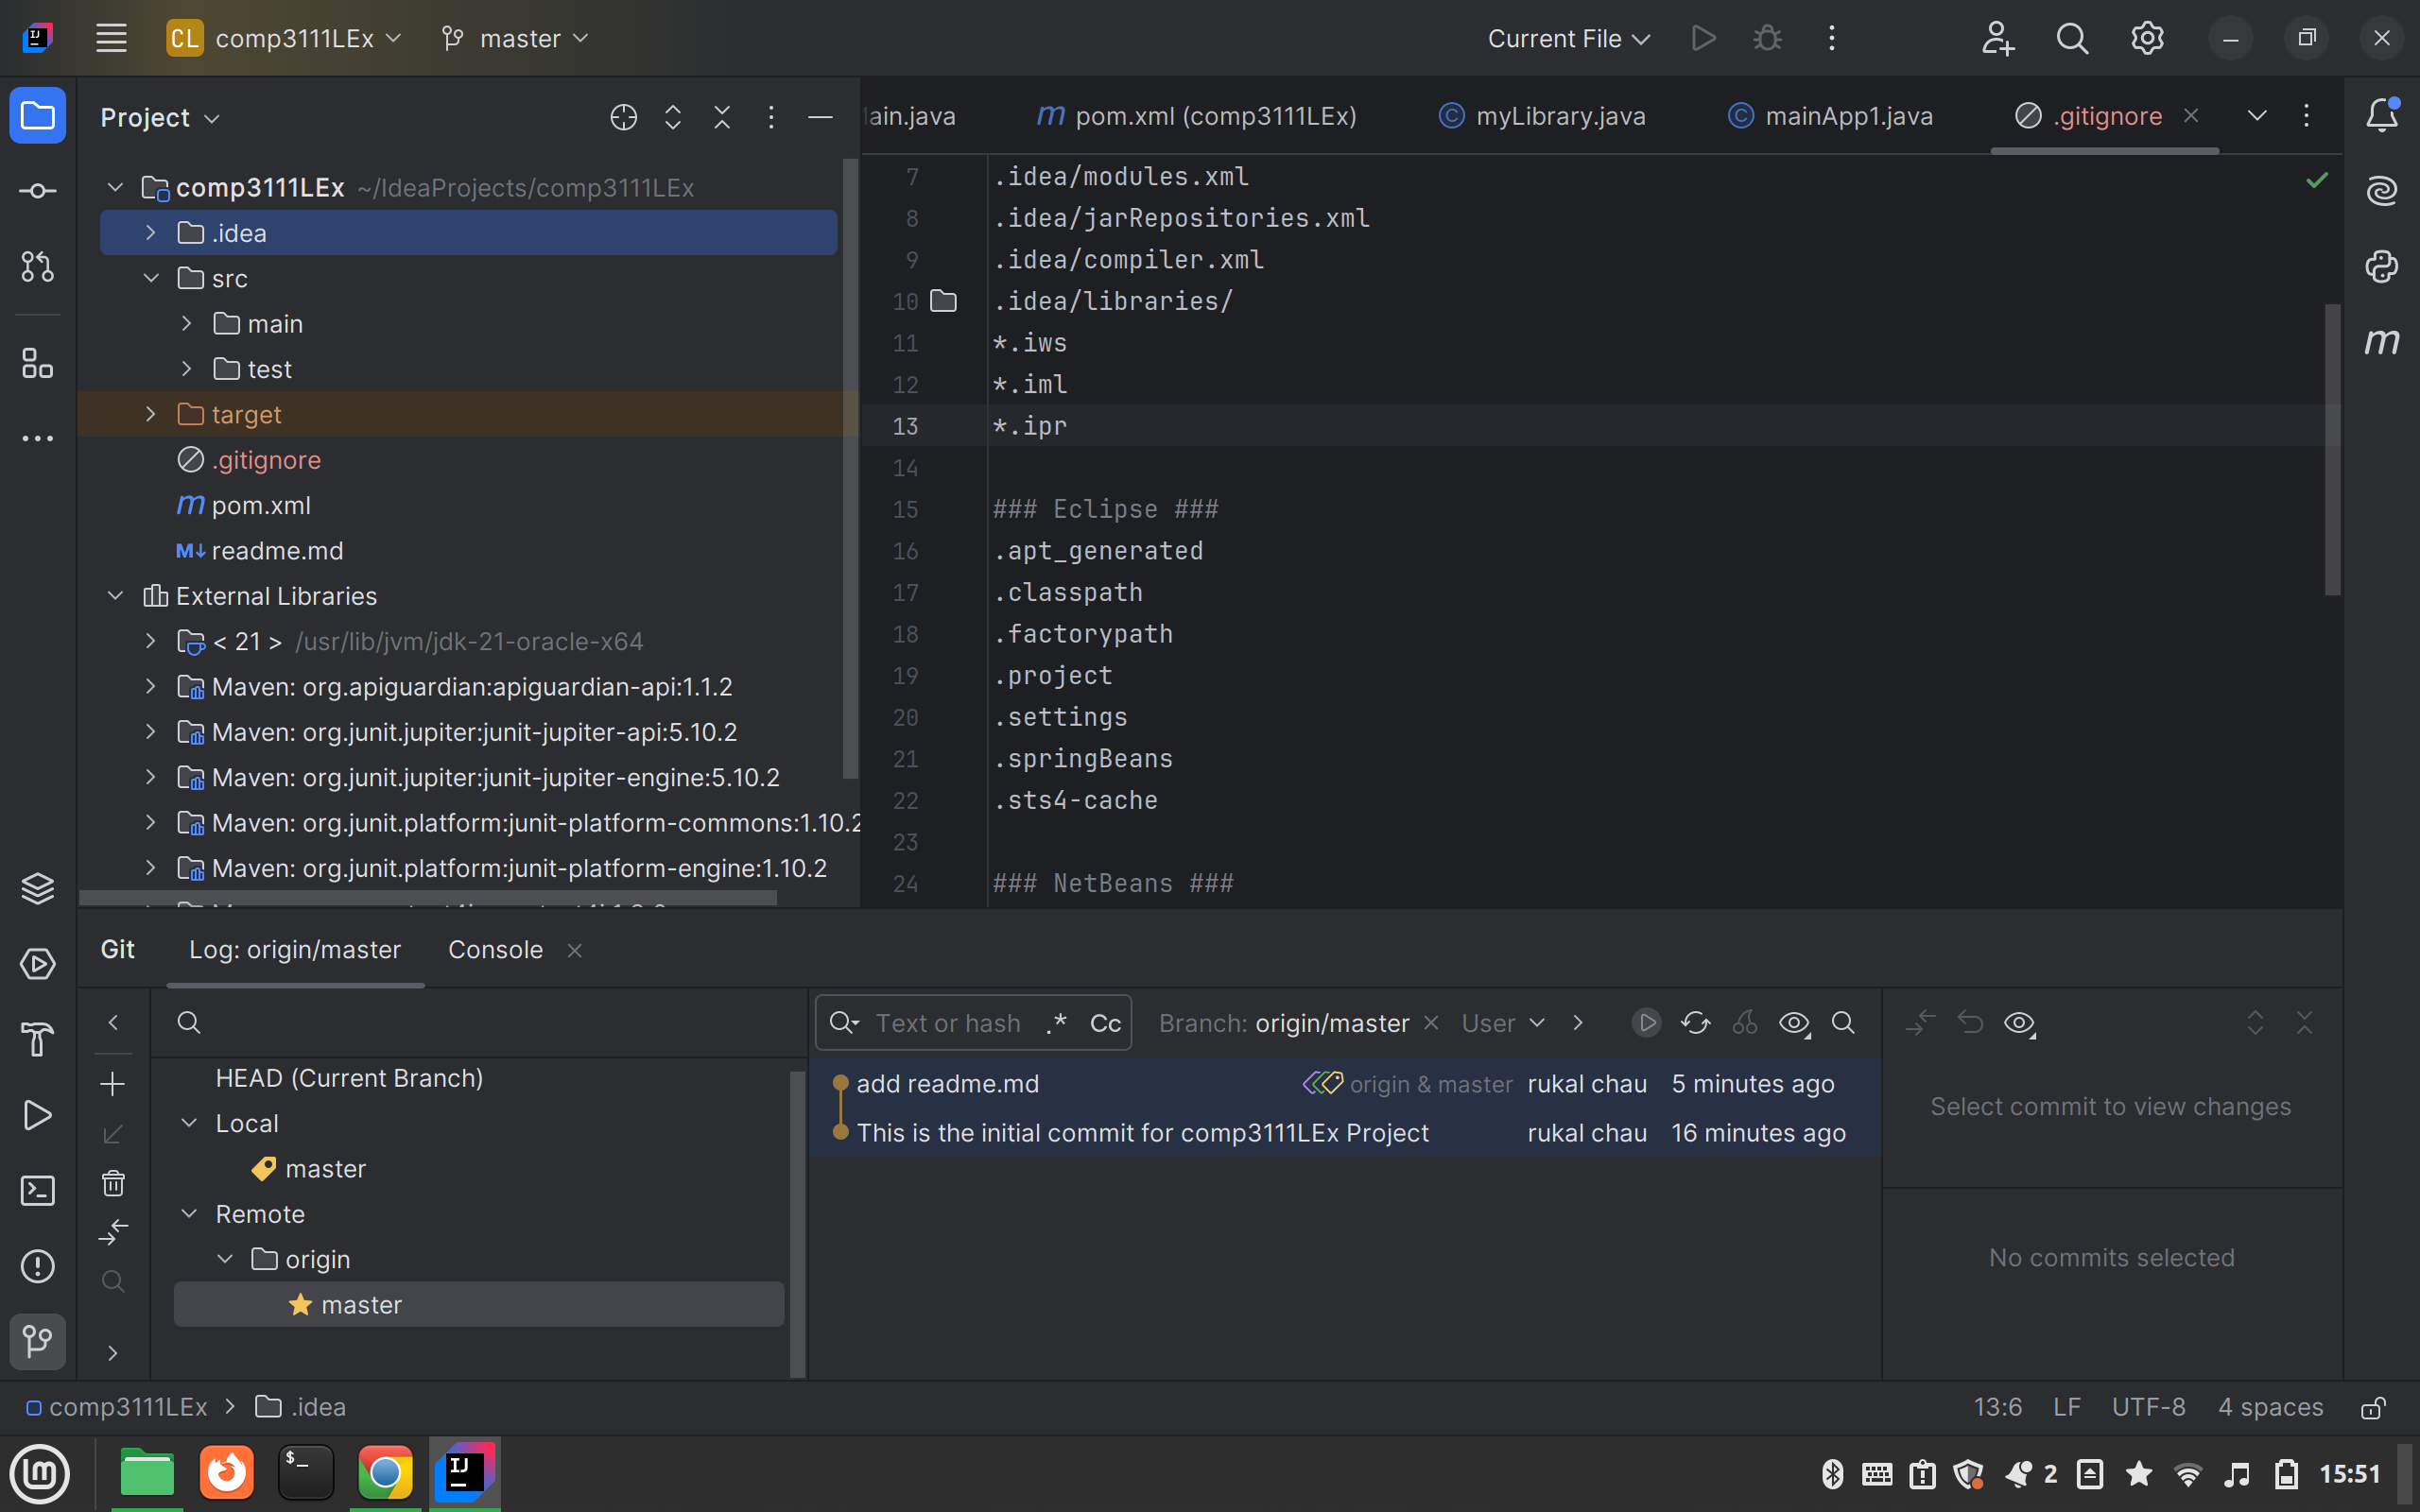 CL comp3111LEx master Current File
Project
ain.java pom.xml (comp3111LEx) myLibrary.java mainApp1.java .gitignore
comp3111LEx ~/IdeaProjects/comp3111LEx
.idea
src
main
test
target
.gitignore
pom.xml
readme.md
External Libraries
< 21 > /usr/lib/jvm/jdk-21-oracle-x64
Maven: org.apiguardian:apiguardian-api:1.1.2
Maven: org.junit.jupiter:junit-jupiter-api:5.10.2
Maven: org.junit.jupiter:junit-jupiter-engine:5.10.2
Maven: org.junit.platform:junit-platform-commons:1.10.2
Maven: org.junit.platform:junit-platform-engine:1.10.2
7 .idea/modules.xml
8 .idea/jarRepositories.xml
9 .idea/compiler.xml
10 .idea/libraries/
11 *.iws
12 *.iml
13 *.ipr
14
15 ### Eclipse ###
16 .apt_generated
17 .classpath
18 .factorypath
19 .project
20 .settings
21 .springBeans
22 .sts4-cache
23
24 ### NetBeans ###
Git Log: origin/master Console
HEAD (Current Branch)
Local
master
Remote
origin
master
Text or hash .* Cc Branch: origin/master User
add readme.md origin & master rukal chau 5 minutes ago
This is the initial commit for comp3111LEx Project rukal chau 16 minutes ago
Select commit to view changes
No commits selected
comp3111LEx .idea 13:6 LF UTF-8 4 spaces
2 15:51